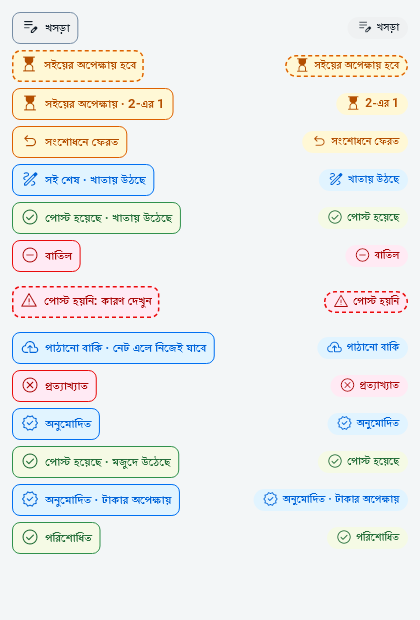 খসড়া খসড়া
সইয়ের অপেক্ষায় হবে সইয়ের অপেক্ষায় হবে
সইয়ের অপেক্ষায় · 2-এর 1 2-এর 1
সংশোধনে ফেরত সংশোধনে ফেরত
সই শেষ · খাতায় উঠছে খাতায় উঠছে
পোস্ট হয়েছে · খাতায় উঠেছে পোস্ট হয়েছে
বাতিল বাতিল
পোস্ট হয়নি: কারণ দেখুন পোস্ট হয়নি
পাঠানো বাকি · নেট এলে নিজেই যাবে পাঠানো বাকি
প্রত্যাখ্যাত প্রত্যাখ্যাত
অনুমোদিত অনুমোদিত
পোস্ট হয়েছে · মজুদে উঠেছে পোস্ট হয়েছে
অনুমোদিত · টাকার অপেক্ষায় অনুমোদিত · টাকার অপেক্ষায়
পরিশোধিত পরিশোধিত